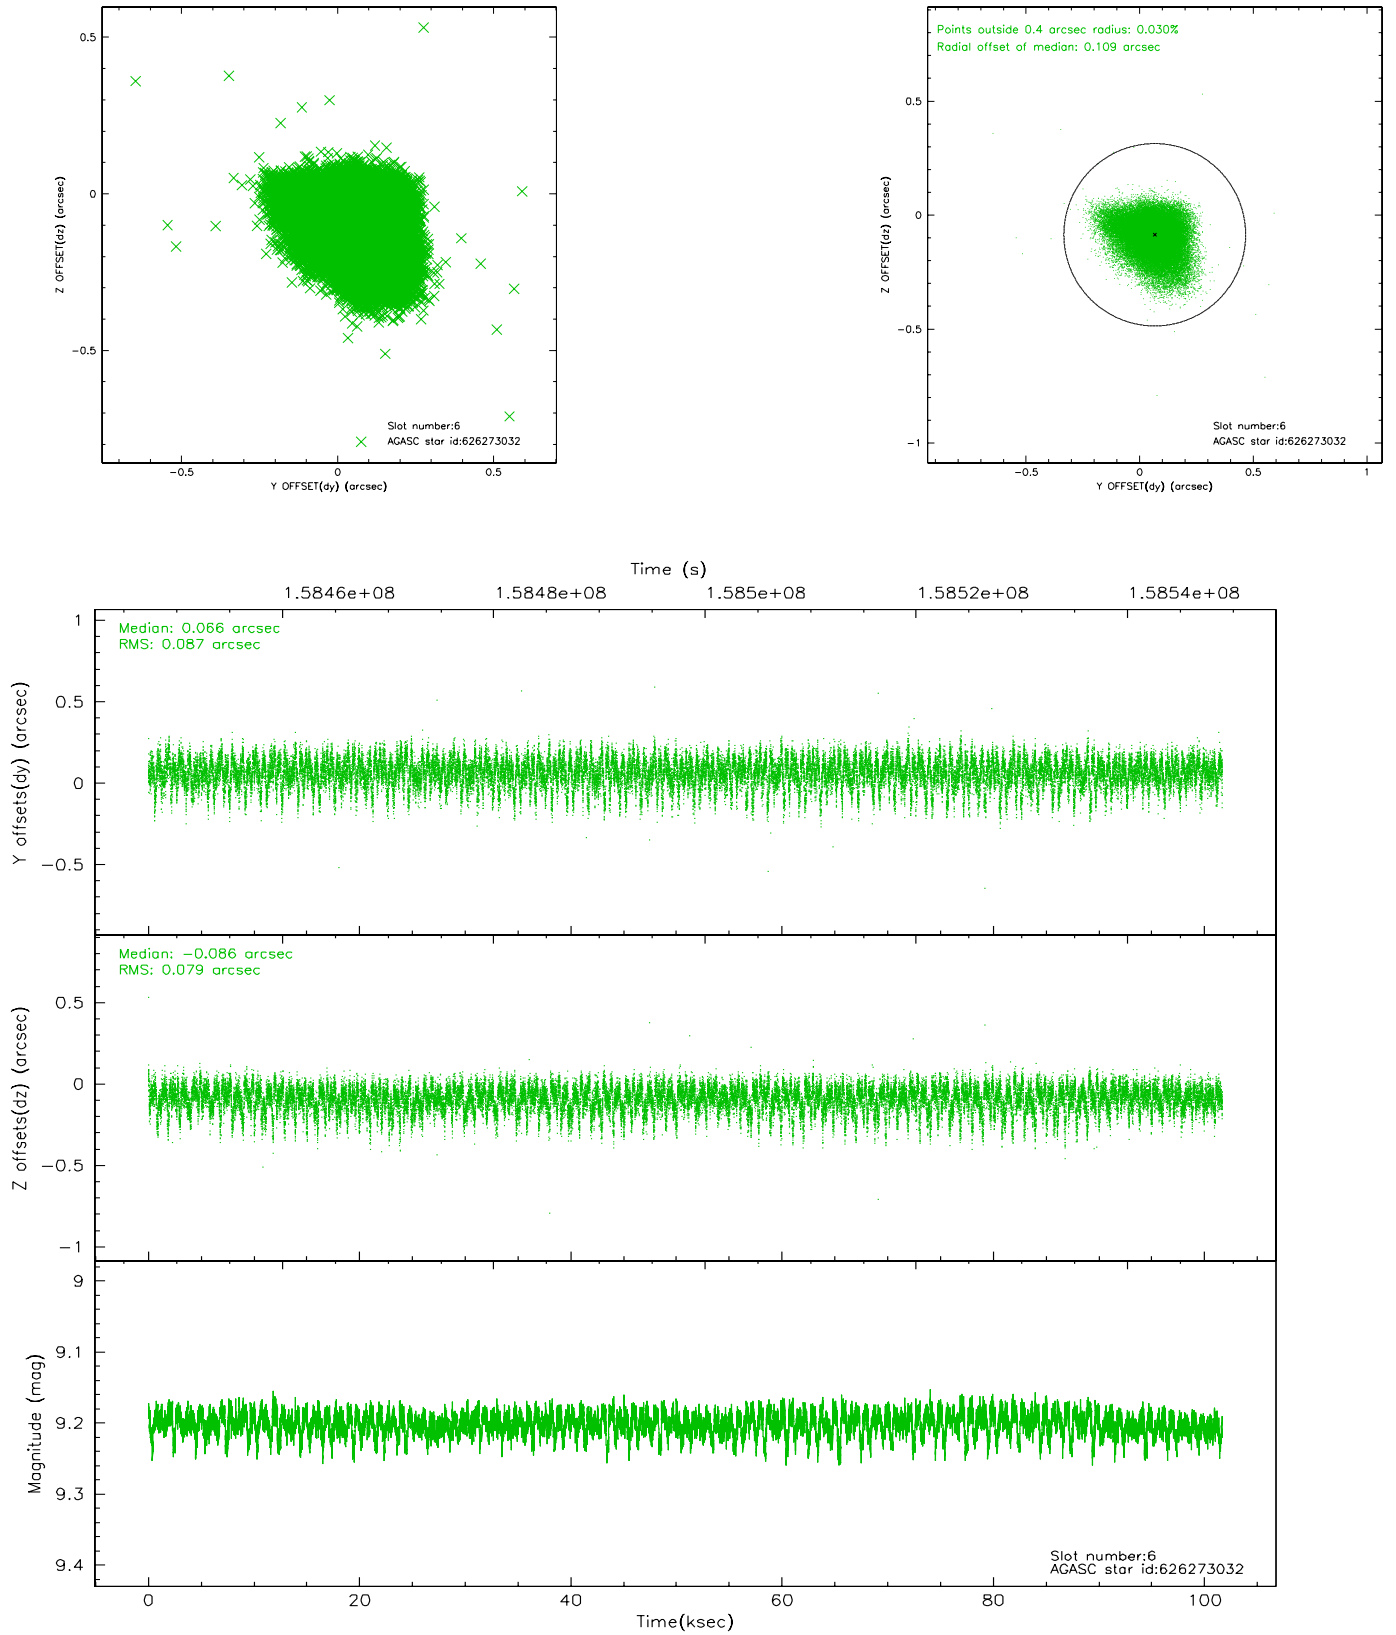 0.5
0
−0.5
Z OFFSET(dz) (arcsec)
Slot number:6
AGASC star id:626273032
−0.5
0
0.5
Y OFFSET(dy) (arcsec)
Points outside 0.4 arcsec radius: 0.030%
Radial offset of median: 0.109 arcsec
0.5
0
−0.5
−1
Z OFFSET(dz) (arcsec)
Slot number:6
AGASC star id:626273032
−0.5
0
0.5
1
Y OFFSET(dy) (arcsec)
Time (s)
1.5846e+08
1.5848e+08
1.585e+08
1.5852e+08
1.5854e+08
Median: 0.066 arcsec
RMS: 0.087 arcsec
1
0.5
0
−0.5
Y offsets(dy) (arcsec)
Median: −0.086 arcsec
RMS: 0.079 arcsec
0.5
0
−0.5
−1
Z offsets(dz) (arcsec)
9
9.1
9.2
9.3
9.4
Magnitude (mag)
Slot number:6
AGASC star id:626273032
0
20
40
60
80
100
Time(ksec)